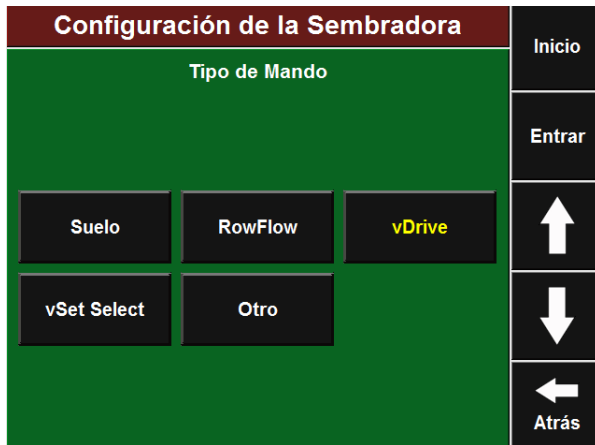 Configuración de la Sembradora
Tipo de Mando
Suelo
RowFlow
vDrive
vSet Select
Otro
Inicio
Entrar
Atrás